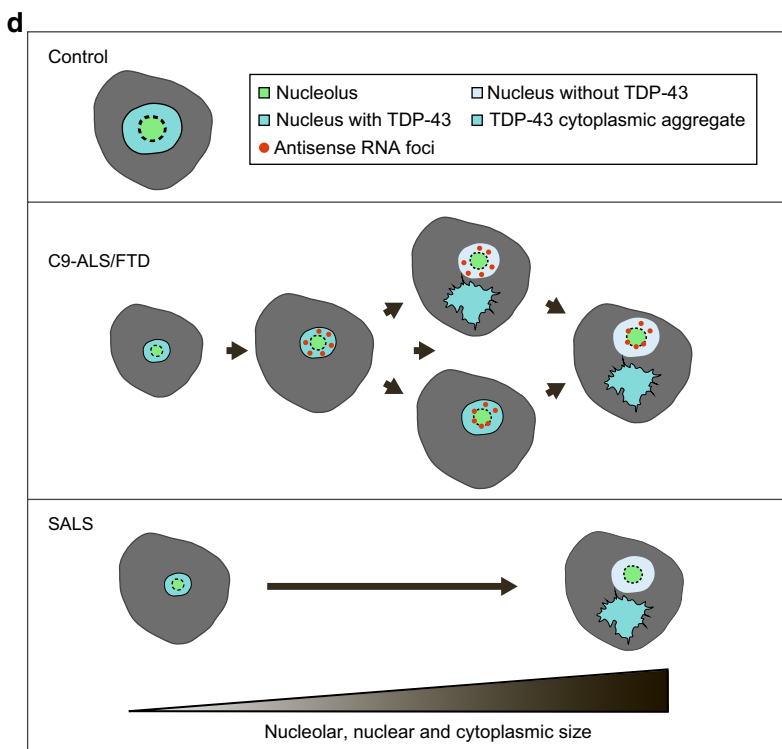 d
Control
Nucleolus
Nucleus without TDP-43
Nucleus with TDP-43
TDP-43 cytoplasmic aggregate
Antisense RNA foci
C9-ALS/FTD
SALS
Nucleolar, nuclear and cytoplasmic size